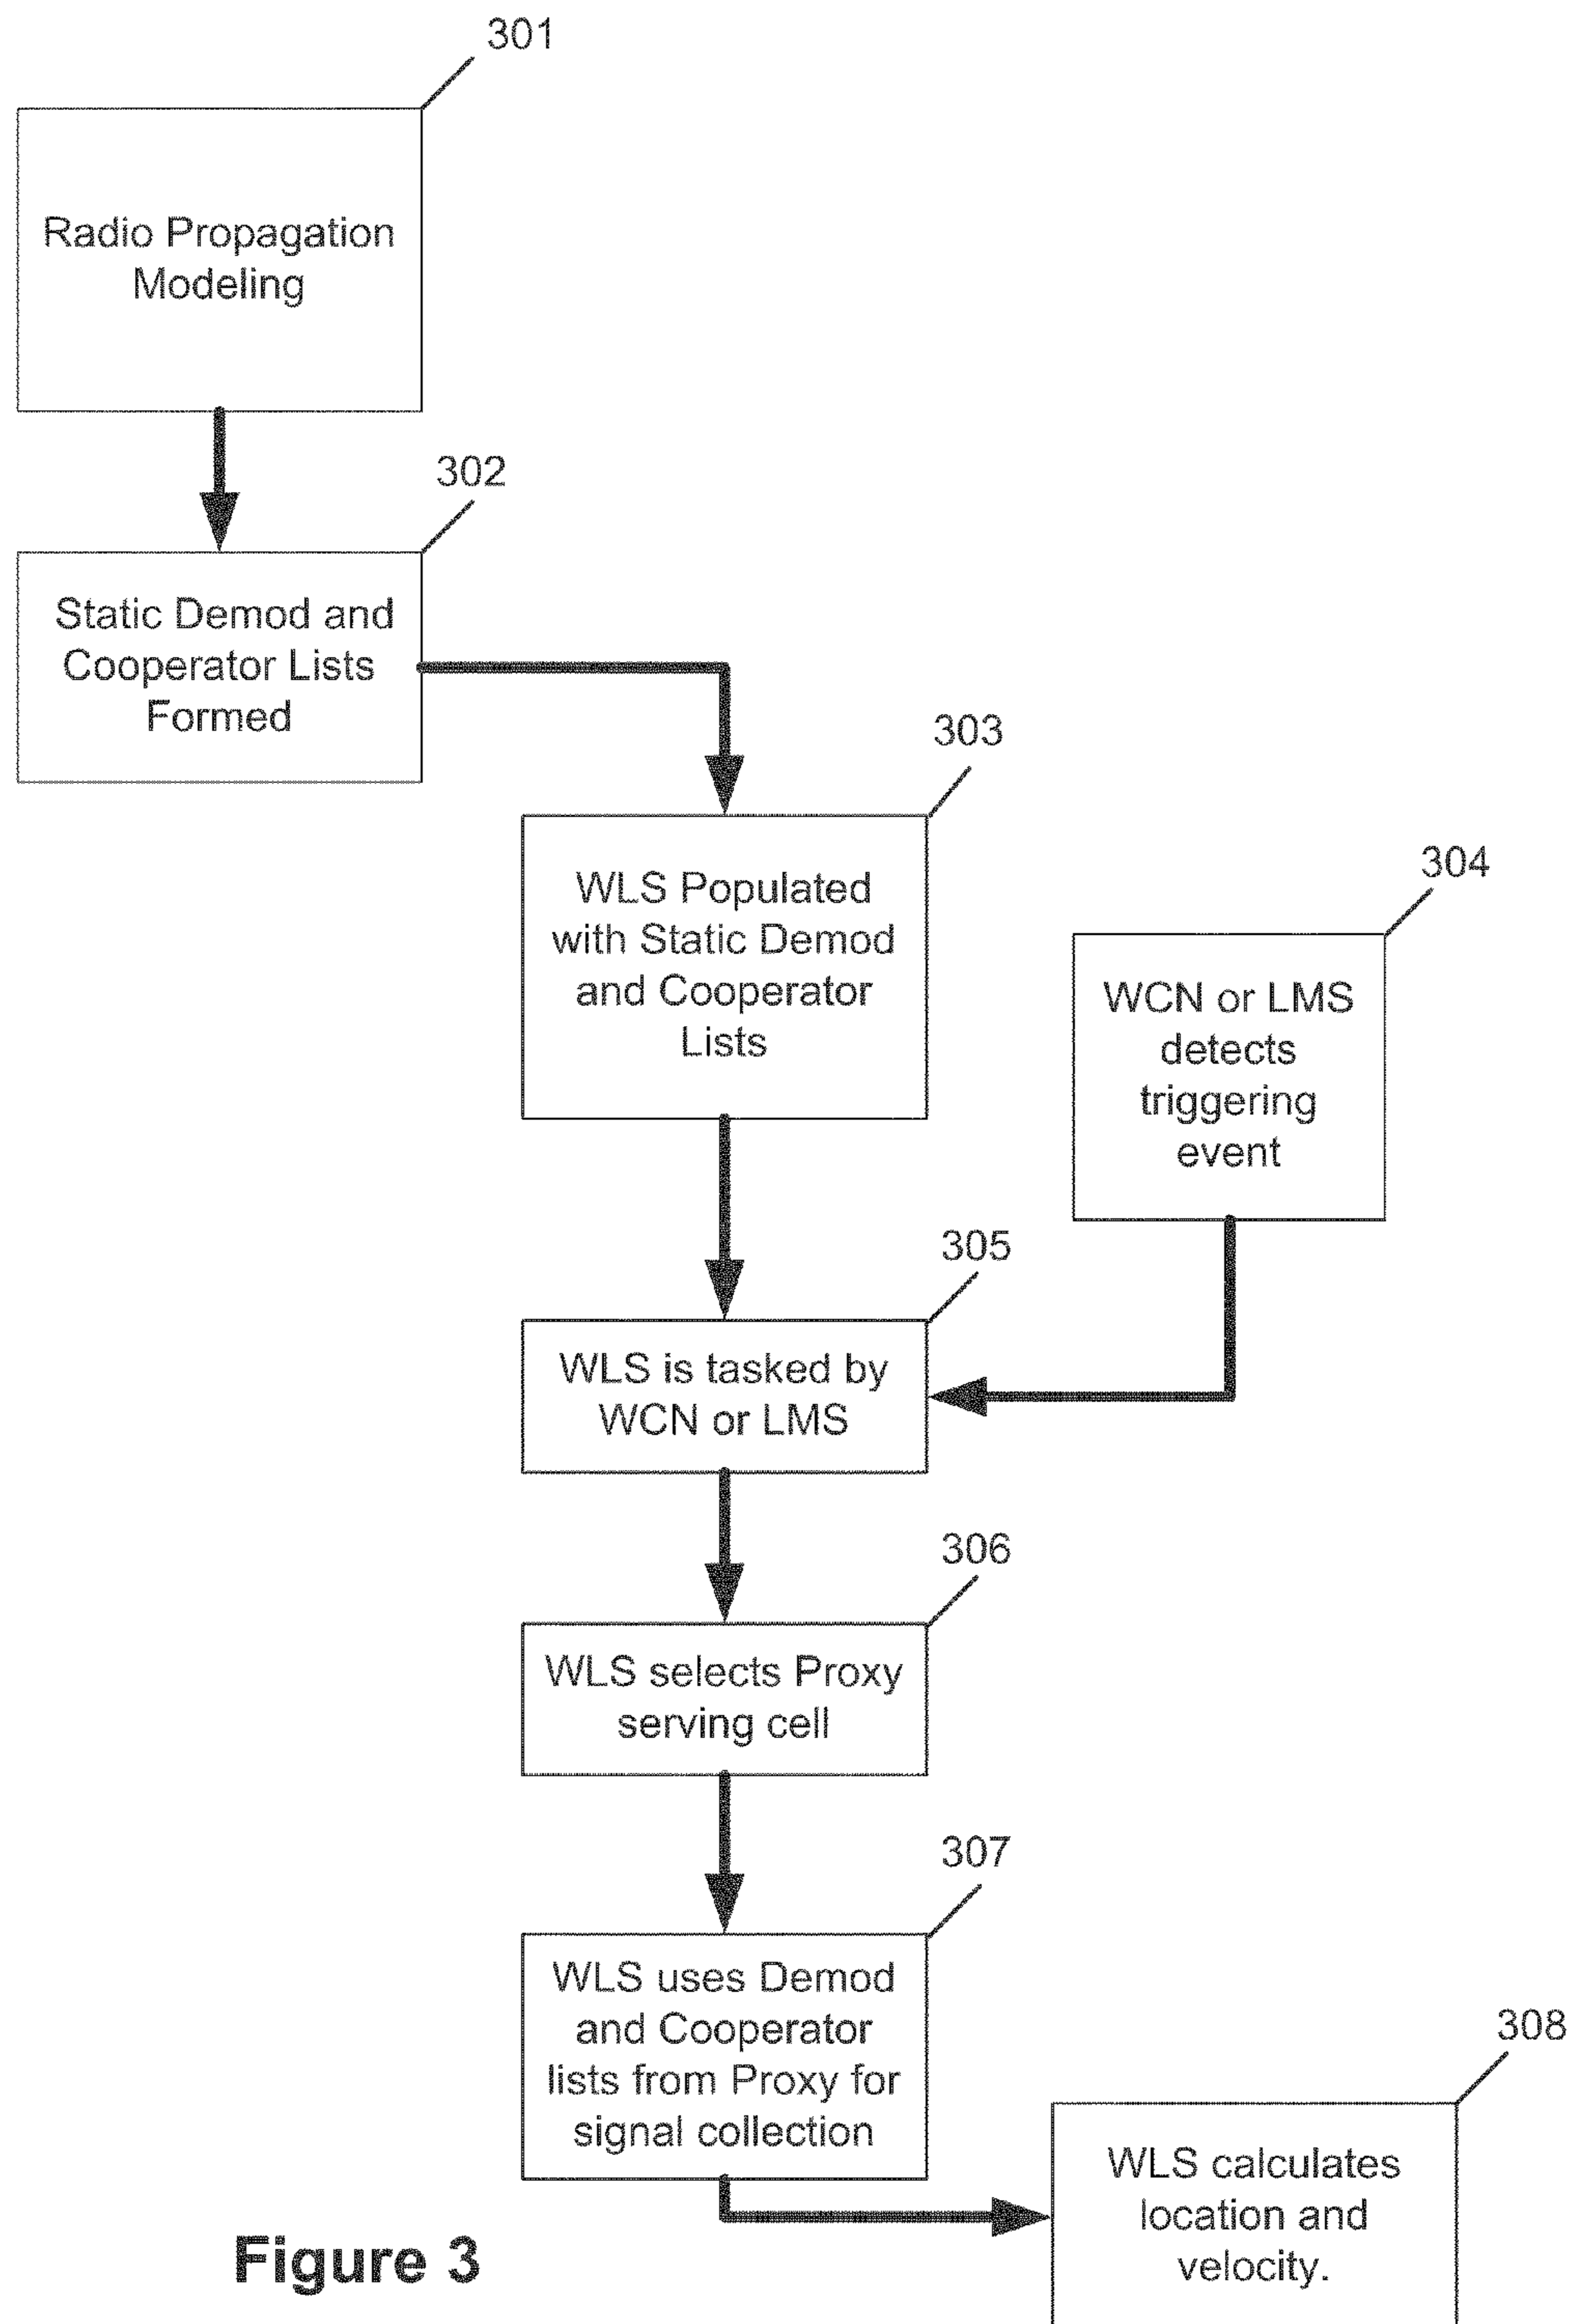 301
Radio Propagation
Modeling
302
Static Demod and
Cooperator Lists
Formed
303
WLS Populated
with Static Demod
and Cooperator
Lists
304
WCN or LMS
detects
triggering
event
305
WLS is tasked by
WCN or LMS
306
WLS selects Proxy
serving cell
307
WLS uses Demod
and Cooperator
lists from Proxy for
signal collection
308
WLS calculates
location and
velocity.
Figure 3